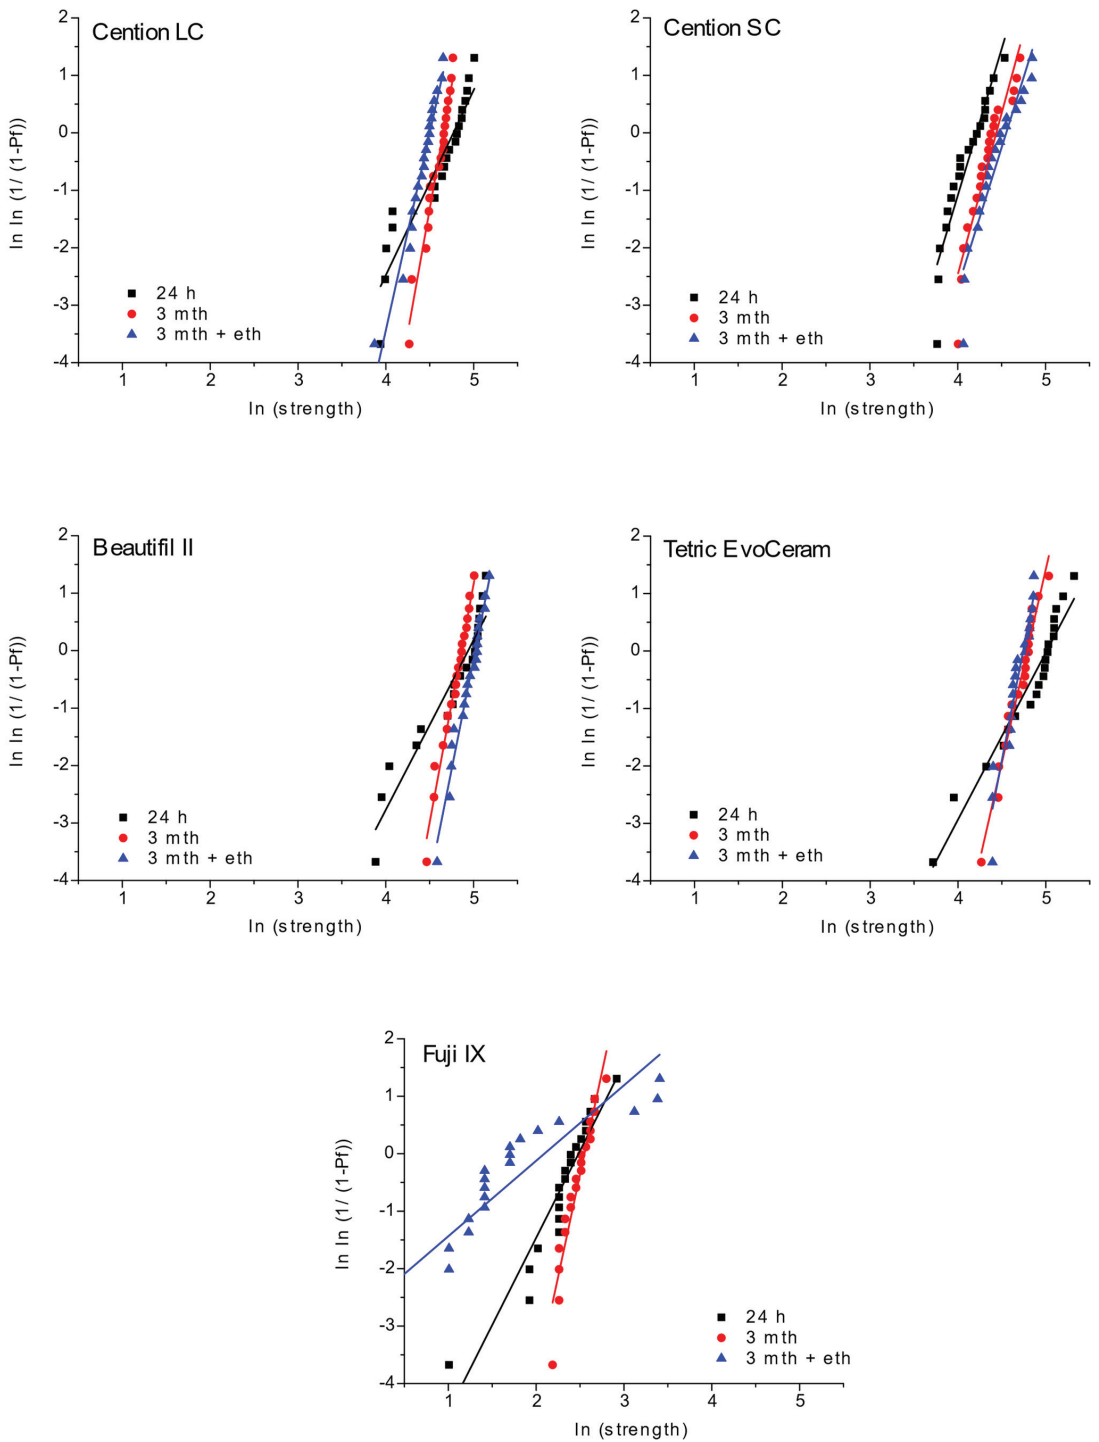 Cention LC
2
1
0
-1
-2
-3
-4
ln ln (1/ (1-Pf))
24 h
3 mth
3 mth + eth
1 2 3 4 5
ln (strength)
Cention SC
2
1
0
-1
-2
-3
-4
ln ln (1/ (1-Pf))
24 h
3 mth
3 mth + eth
1 2 3 4 5
ln (strength)
Beautifil II
2
1
0
-1
-2
-3
-4
ln ln (1/ (1-Pf))
24 h
3 mth
3 mth + eth
1 2 3 4 5
ln (strength)
Tetric EvoCeram
2
1
0
-1
-2
-3
-4
ln ln (1/ (1-Pf))
24 h
3 mth
3 mth + eth
1 2 3 4 5
ln (strength)
Fuji IX
2
1
0
-1
-2
-3
-4
ln ln (1/ (1-Pf))
24 h
3 mth
3 mth + eth
1 2 3 4 5
ln (strength)